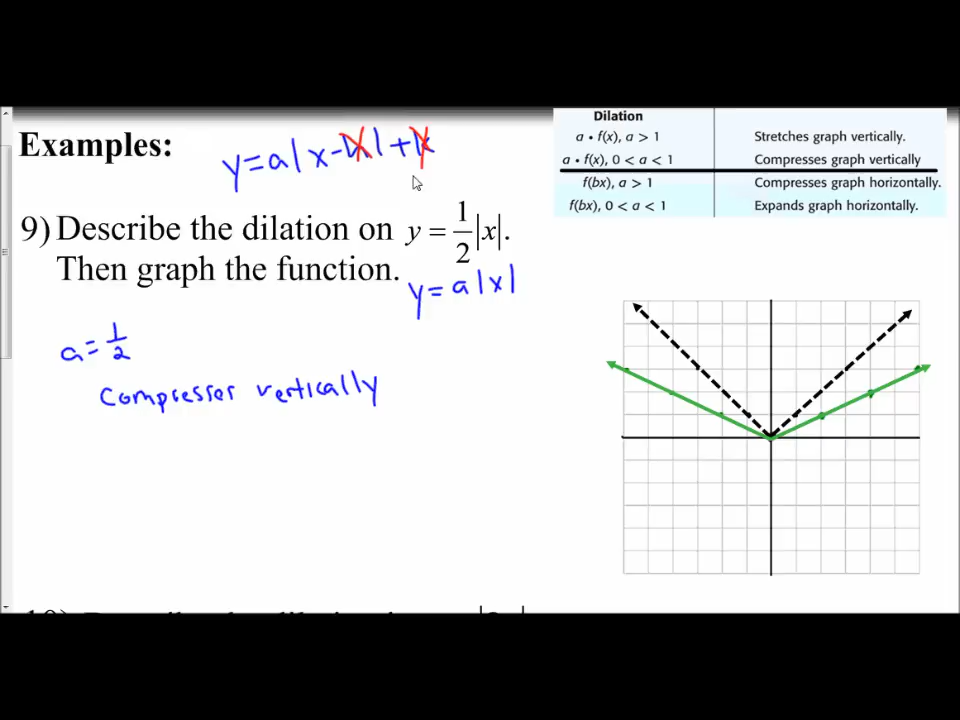 Examples:
y=a|x-h|+k
9) Describe the dilation on y = 1/2 |x|.
Then graph the function.
y=a|x|
a=1/2
Compresses vertically
Dilation
a • f(x), a > 1 Stretches graph vertically.
a • f(x), 0 < a < 1 Compresses graph vertically
f(bx), a > 1 Compresses graph horizontally.
f(bx), 0 < a < 1 Expands graph horizontally.